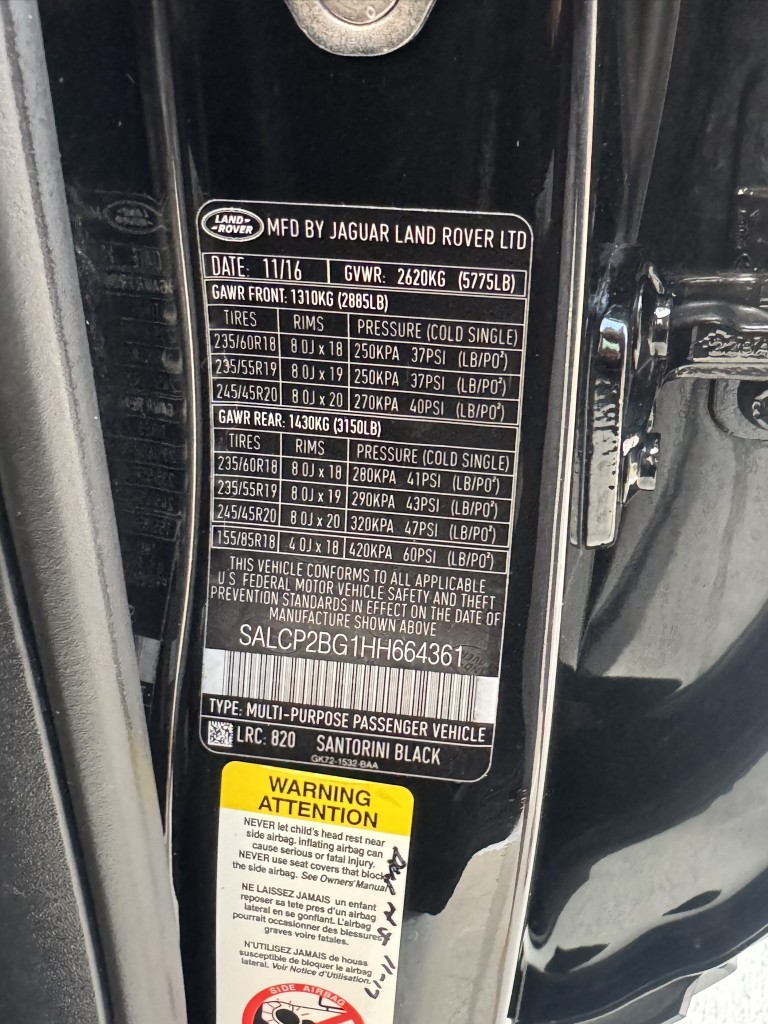 LAND-
ROVER
MFD BY JAGUAR LAND ROVER LTD
DATE: 11/16 GVWR: 2620KG (5775LB)
GAWR FRONT: 1310KG (2885LB)
TIRES RIMS PRESSURE (COLD SINGLE)
235/60R18 8 0J x 18 250KPA 37PSI (LB/PO²)
235/55R19 8 0J x 19 250KPA 37PSI (LB/PO²)
245/45R20 8 0J x 20 270KPA 40PSI (LB/PO²)
GAWR REAR: 1430KG (3150LB)
TIRES RIMS PRESSURE (COLD SINGLE)
235/60R18 8 0J x 18 280KPA 41PSI (LB/PO²)
235/55R19 8 0J x 19 290KPA 43PSI (LB/PO²)
245/45R20 8 0J x 20 320KPA 47PSI (LB/PO²)
155/85R18 4 0J x 18 420KPA 60PSI (LB/PO²)
THIS VEHICLE CONFORMS TO ALL APPLICABLE
U.S. FEDERAL MOTOR VEHICLE SAFETY AND THEFT
PREVENTION STANDARDS IN EFFECT ON THE DATE OF
MANUFACTURE SHOWN ABOVE
SALCP2BG1HH664361
TYPE: MULTI-PURPOSE PASSENGER VEHICLE
LRC: 820 SANTORINI BLACK
GK72-1532-BAA
WARNING
ATTENTION
NEVER let child's head rest near
side airbag. inflating airbag can
cause serious or fatal injury.
NEVER use seat covers that block
the side airbag. See Owners' Manual
NE LAISSEZ JAMAIS un enfant
reposer sa tete pres d'un airbag
lateral en se gonflant. L'airbag
pourrait occasionner des blessures
graves voire fatales.
N'UTILISEZ JAMAIS de houss
susceptible de bloquer le airbag
lateral. Voir Notice d'Utilisation.
11-17
SIDE AIRBAG